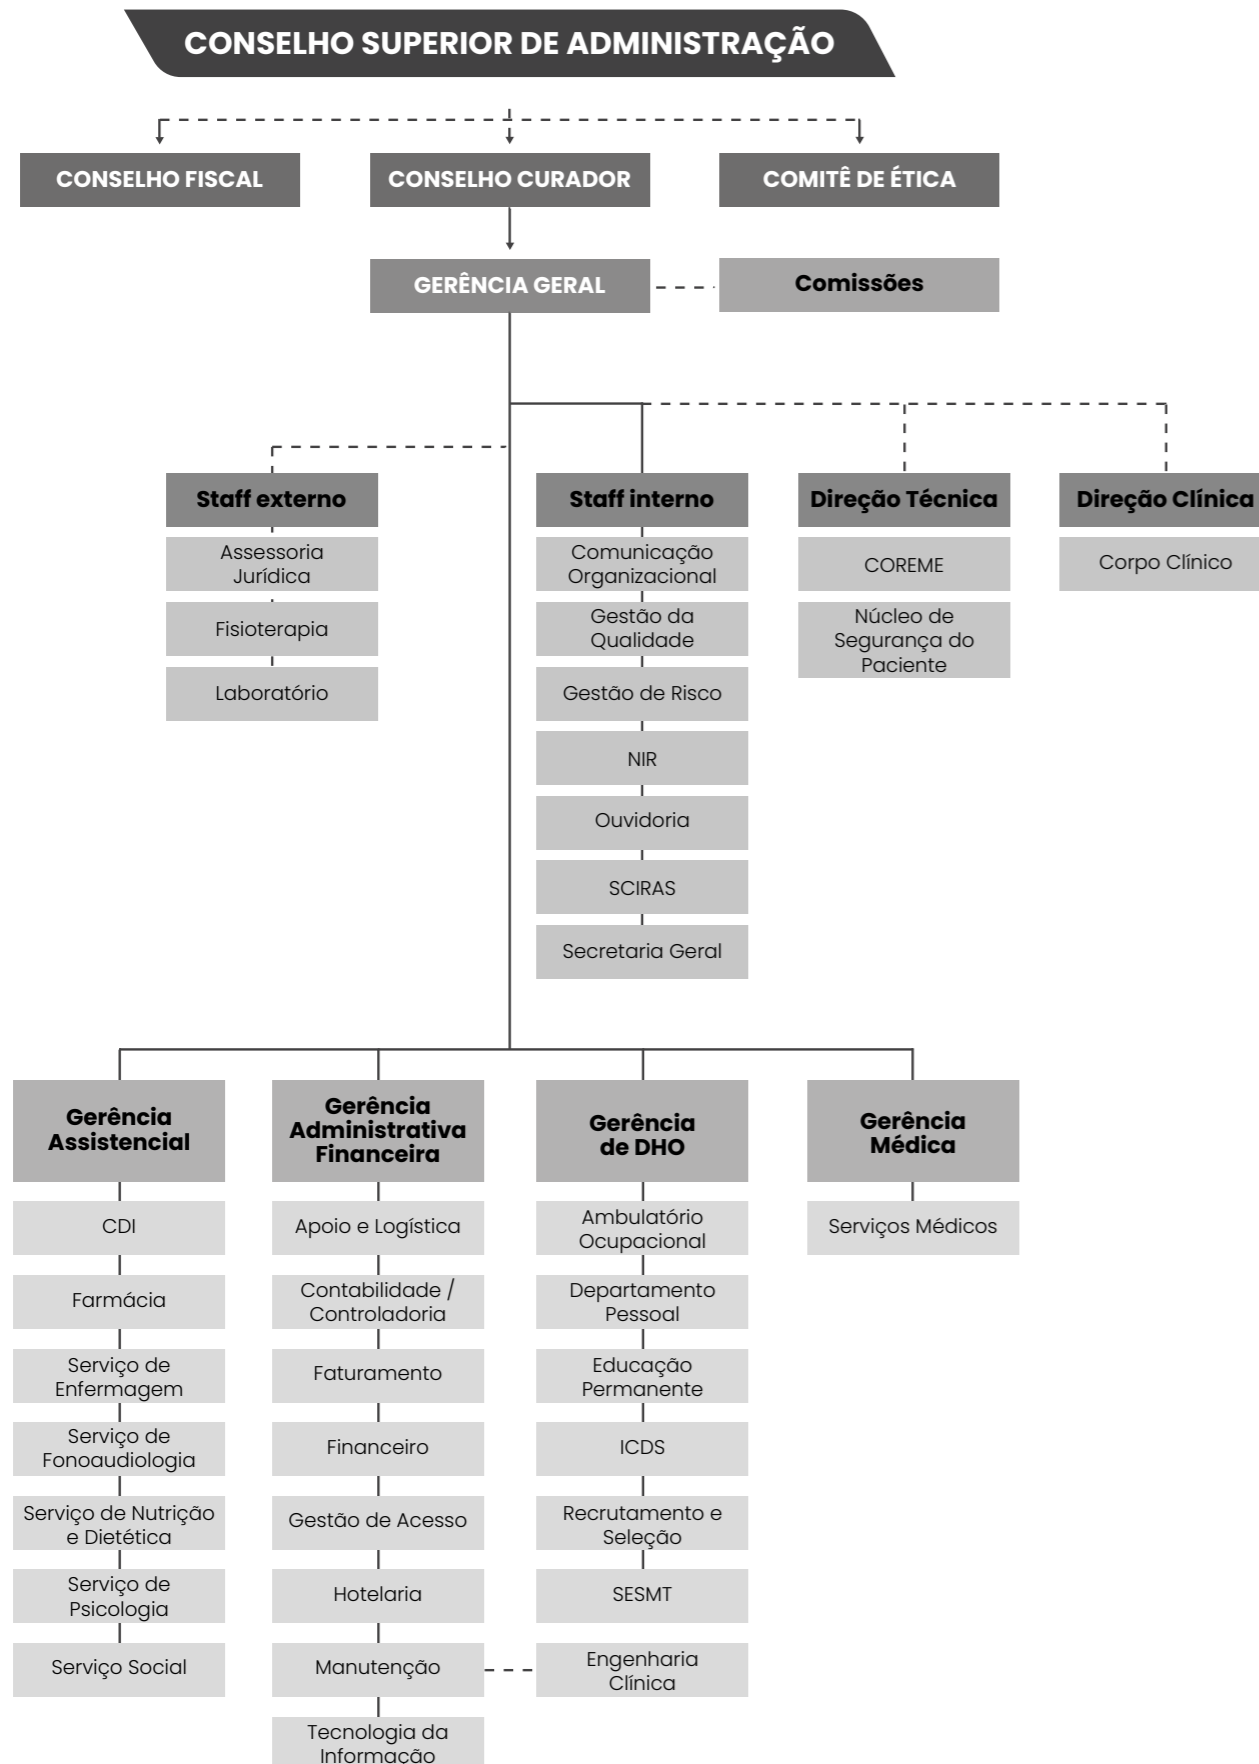 CONSELHO SUPERIOR DE ADMINISTRAÇÃO
CONSELHO FISCAL
CONSELHO CURADOR
COMITÊ DE ÉTICA
GERÊNCIA GERAL
Comissões
Staff externo
Assessoria
Jurídica
Fisioterapia
Laboratório
Staff interno
Comunicação
Organizacional
Gestão da
Qualidade
Gestão de Risco
NIR
Ouvidoria
SCIRAS
Secretaria Geral
Direção Técnica
COREME
Núcleo de
Segurança do
Paciente
Direção Clínica
Corpo Clínico
Gerência
Assistencial
CDI
Farmácia
Serviço de
Enfermagem
Serviço de
Fonoaudiologia
Serviço de Nutrição
e Dietética
Serviço de
Psicologia
Serviço Social
Gerência
Administrativa
Financeira
Apoio e Logística
Contabilidade /
Controladoria
Faturamento
Financeiro
Gestão de Acesso
Hotelaria
Manutenção
Tecnologia da
Informação
Gerência
de DHO
Ambulatório
Ocupacional
Departamento
Pessoal
Educação
Permanente
ICDS
Recrutamento e
Seleção
SESMT
Engenharia
Clínica
Gerência
Médica
Serviços Médicos